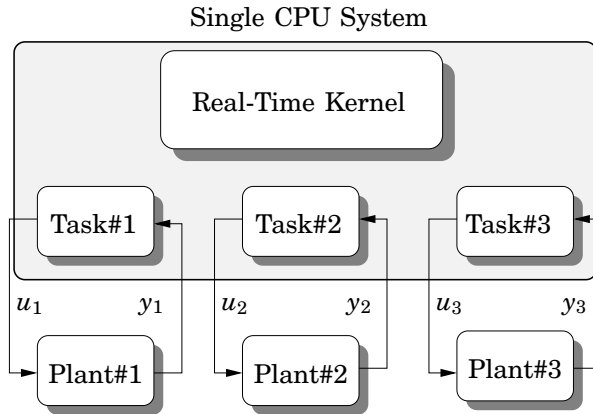 Single CPU System
Real-Time Kernel
Task#1 Task#2 Task#3
u1 y1 u2 y2 u3 y3
Plant#1 Plant#2 Plant#3